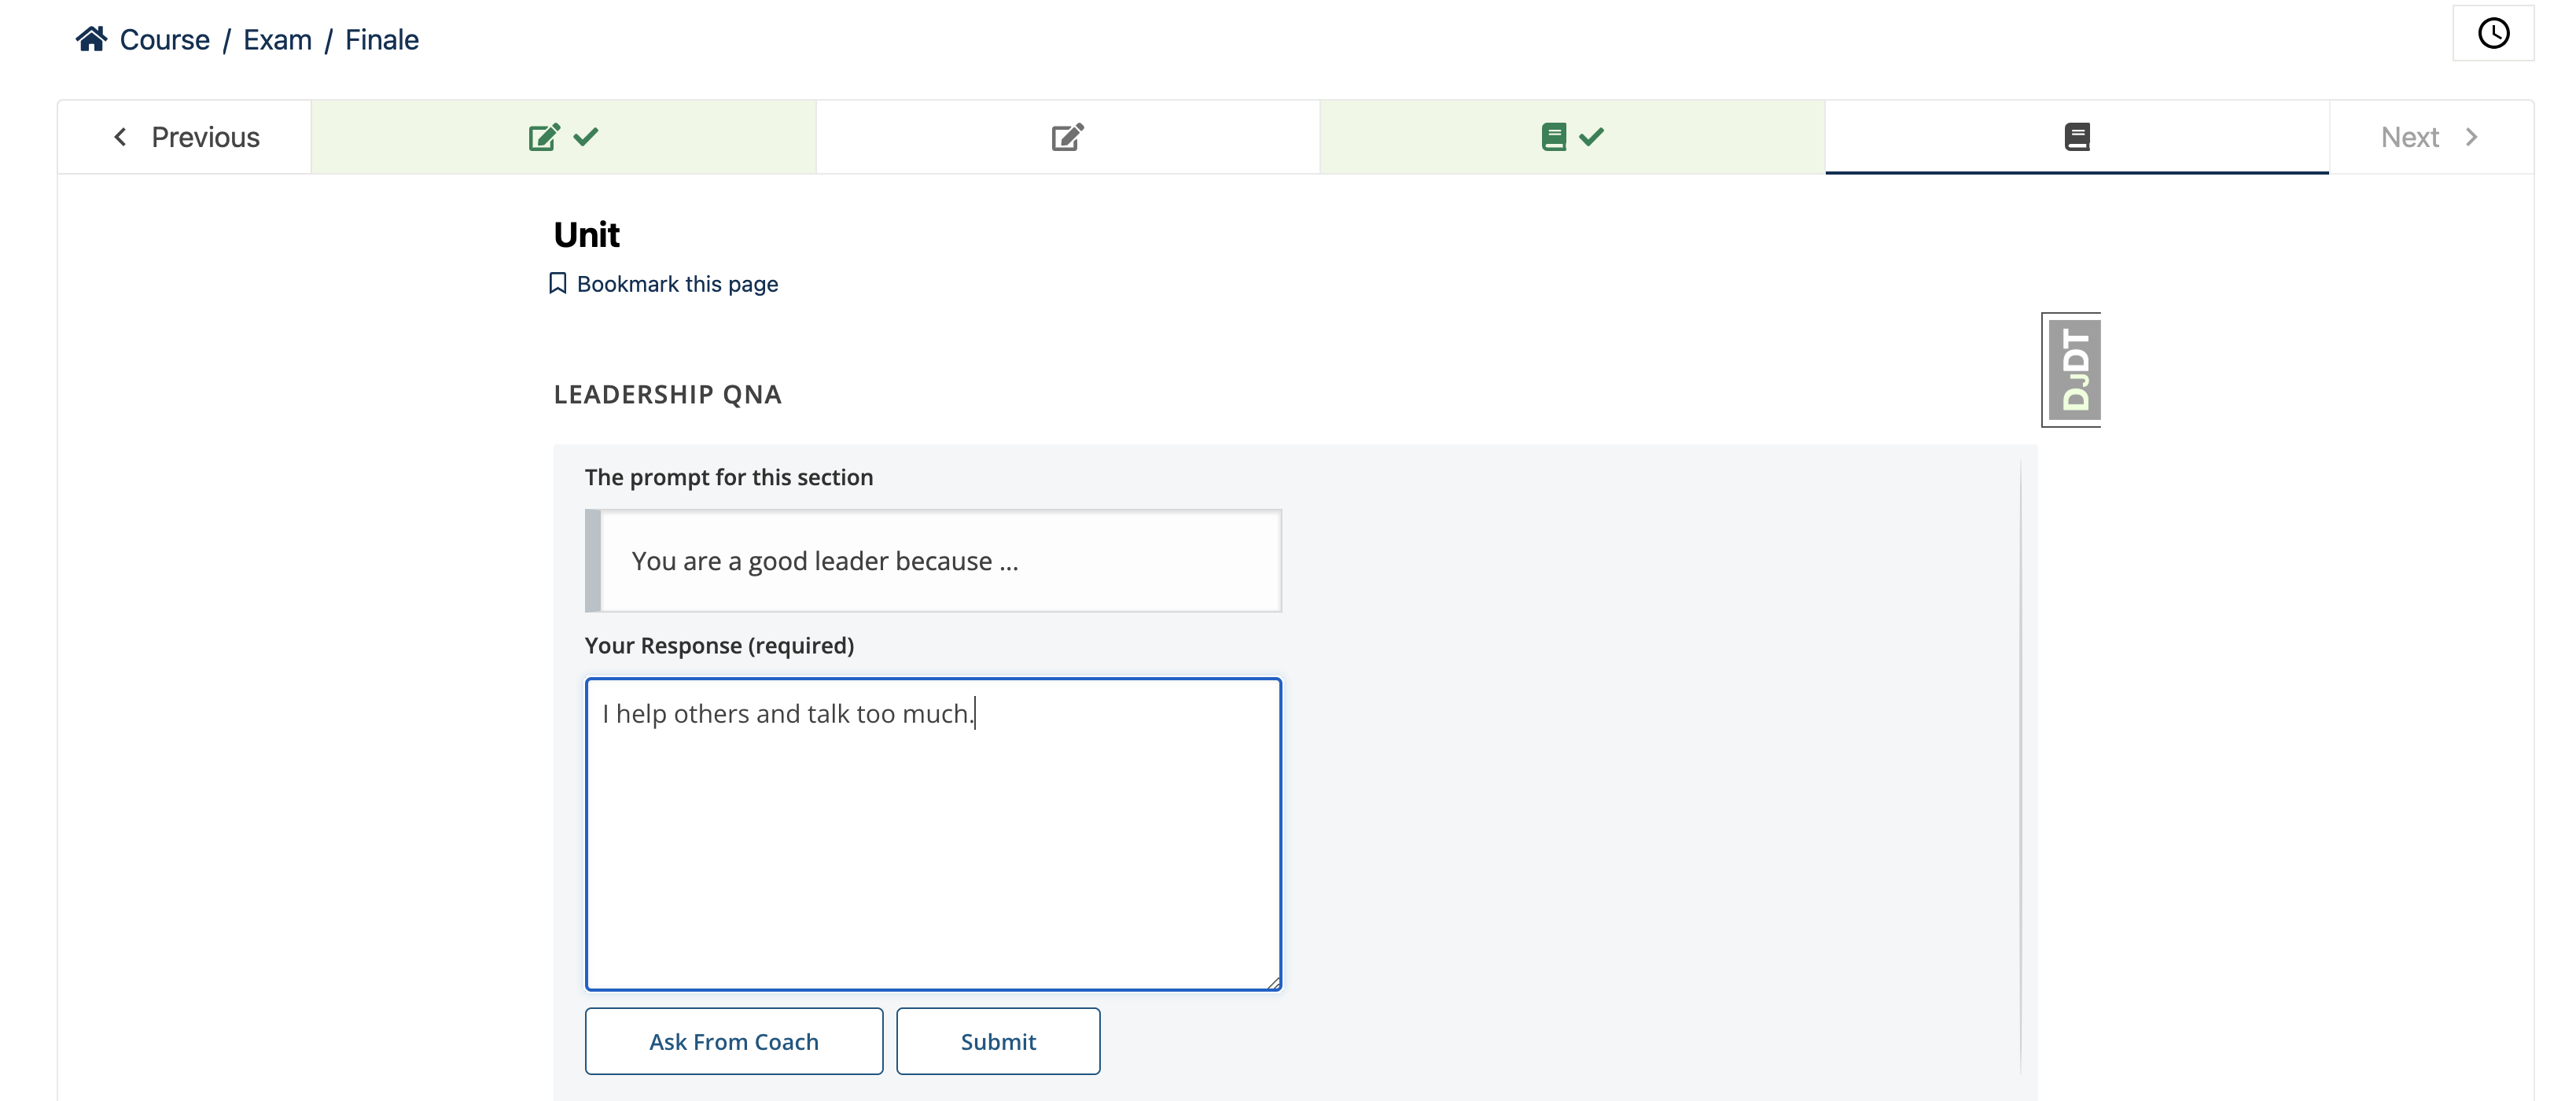 Course / Exam / Finale
Previous
Next
Unit
Bookmark this page
DJDT
LEADERSHIP QNA
The prompt for this section
You are a good leader because ...
Your Response (required)
I help others and talk too much.
Ask From Coach
Submit